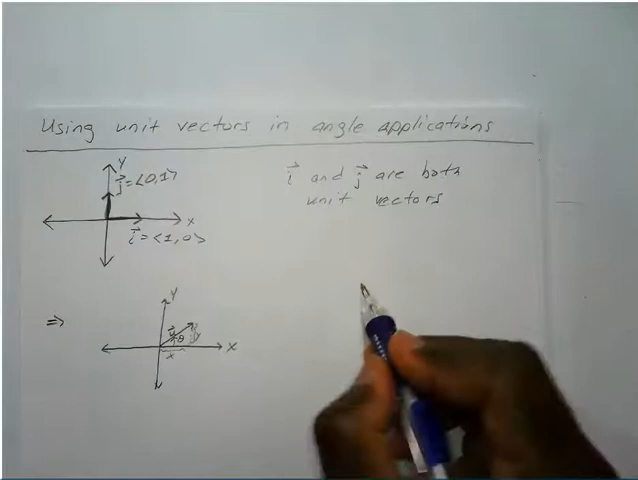 Using unit vectors in angle applications
y
j = <0,1>
x
i = <1,0>
i and j are both
unit vectors
⇒
y
u
y
θ
x
x